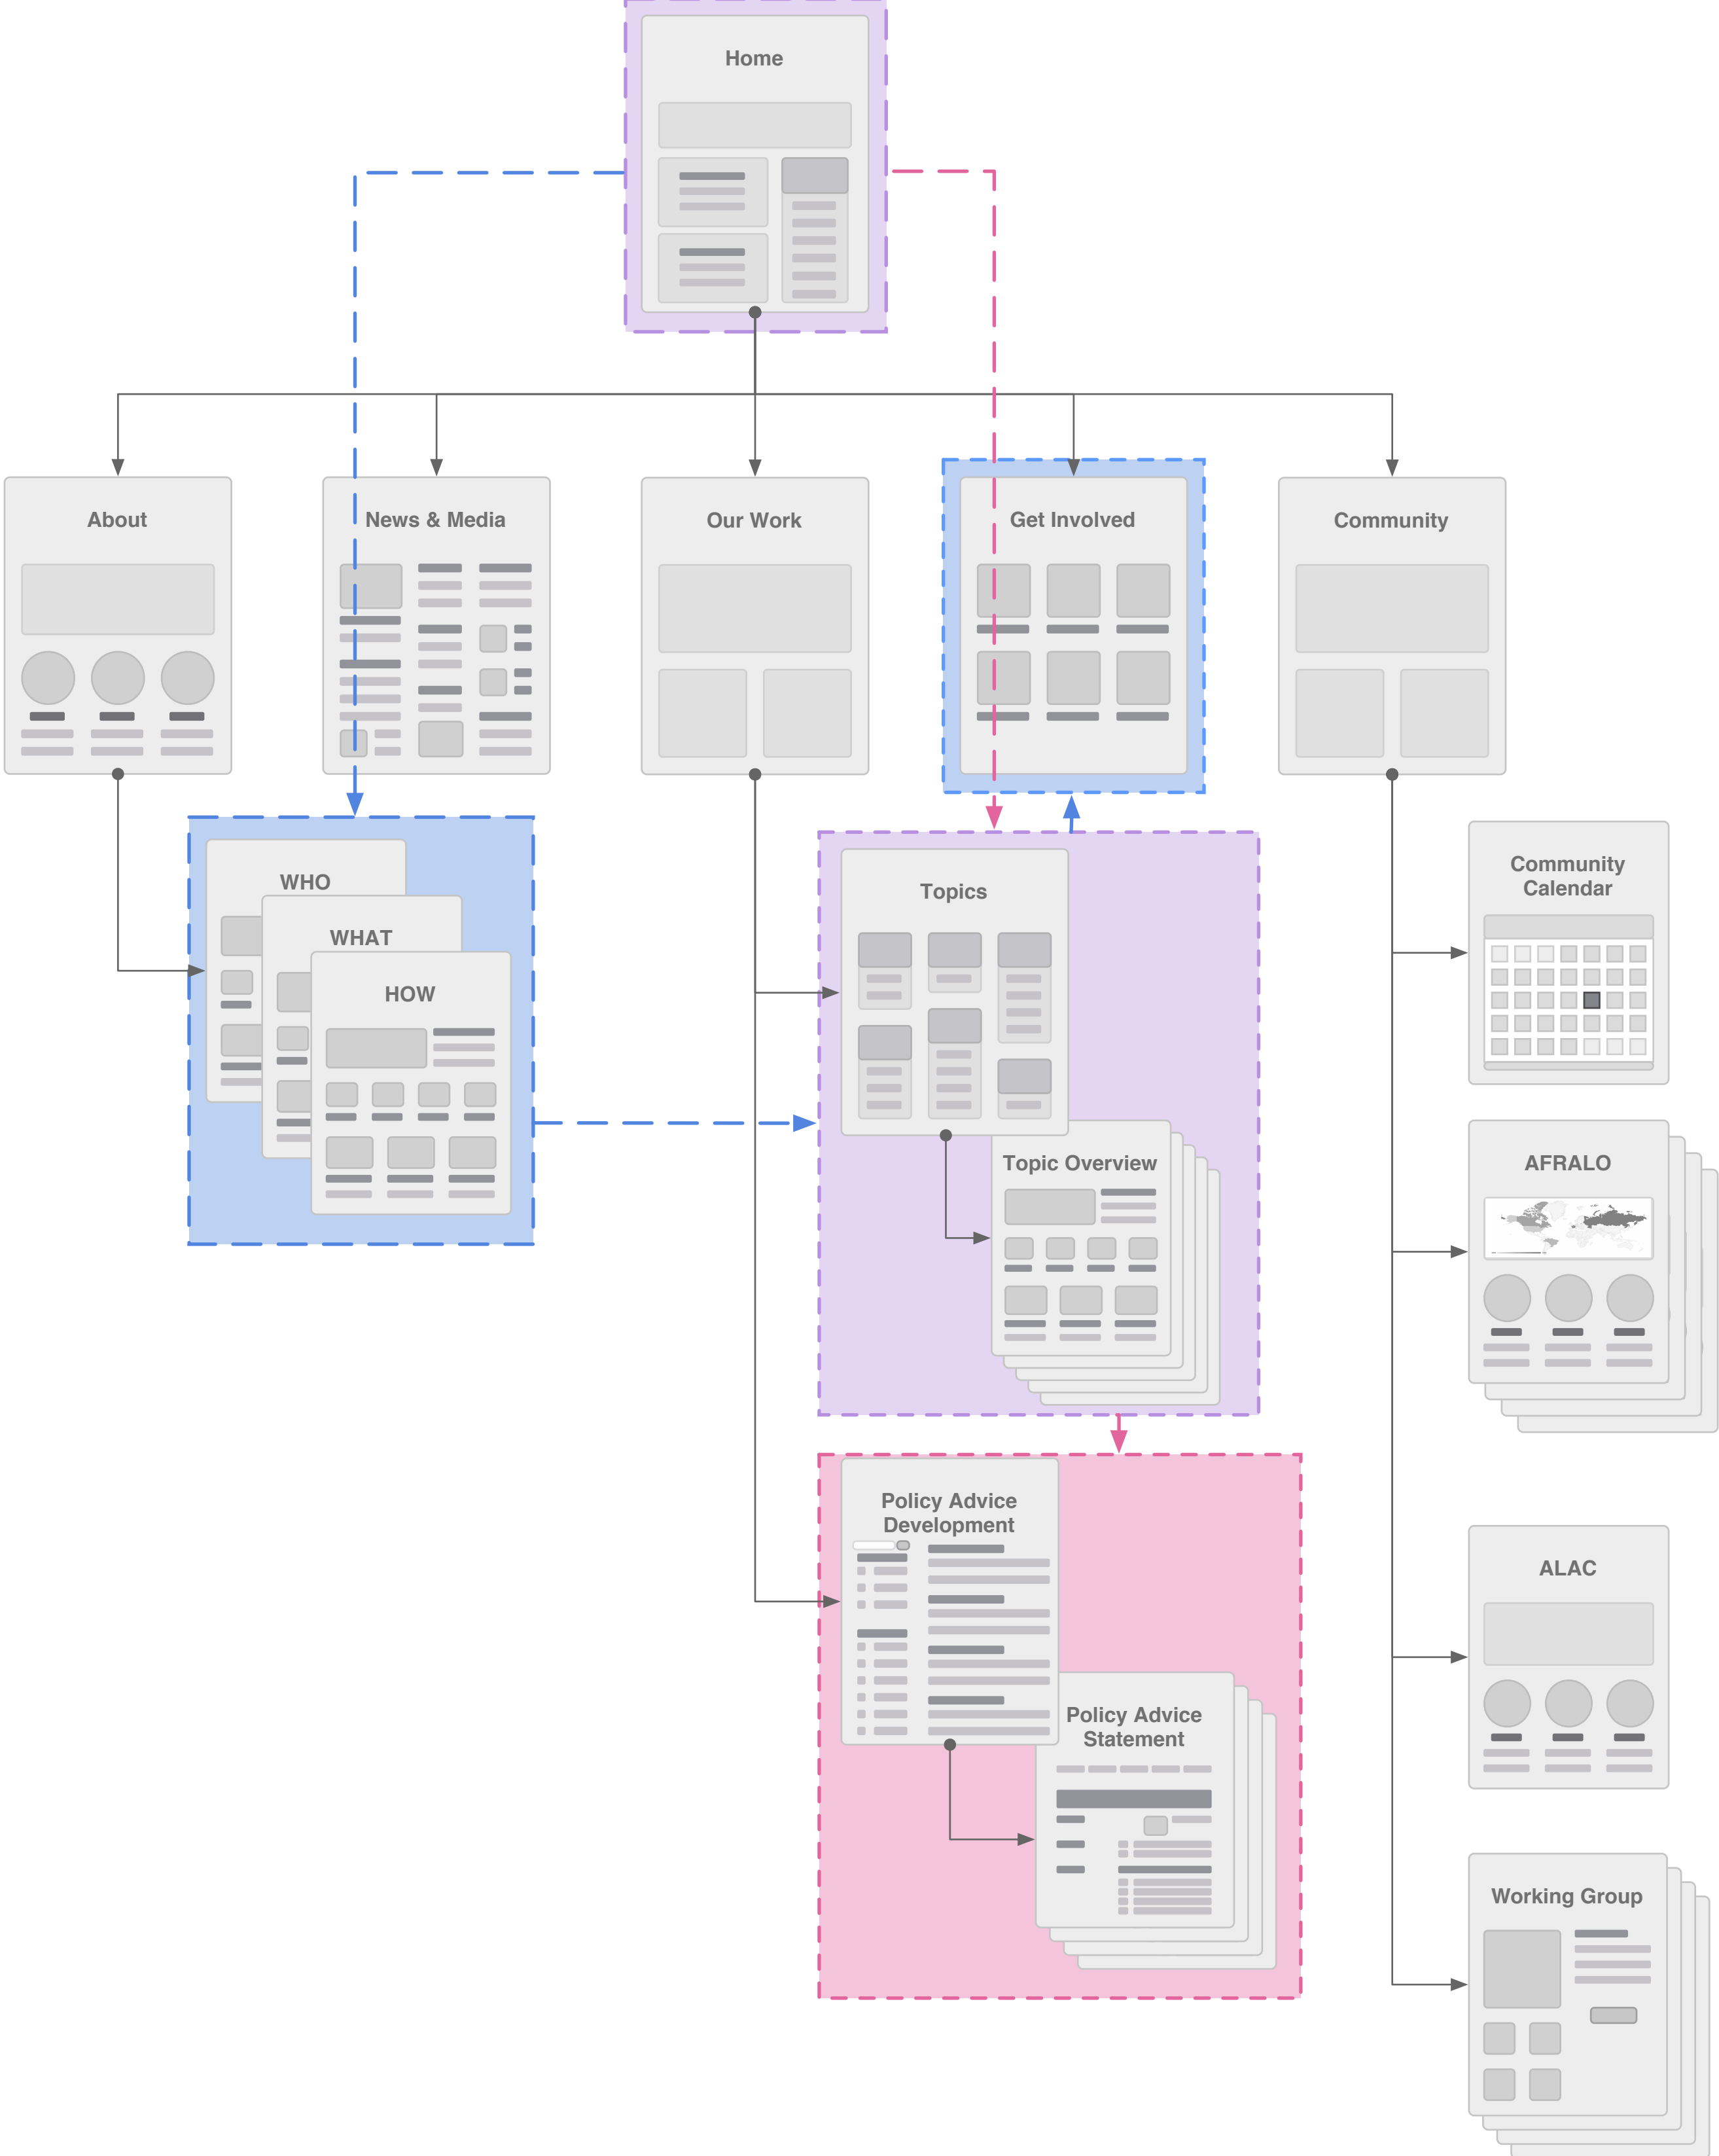 Home
About
News & Media
Our Work
Get Involved
Community
WHO
WHAT
HOW
Topics
Topic Overview
Community
Calendar
AFRALO
Policy Advice
Development
Policy Advice
Statement
ALAC
Working Group